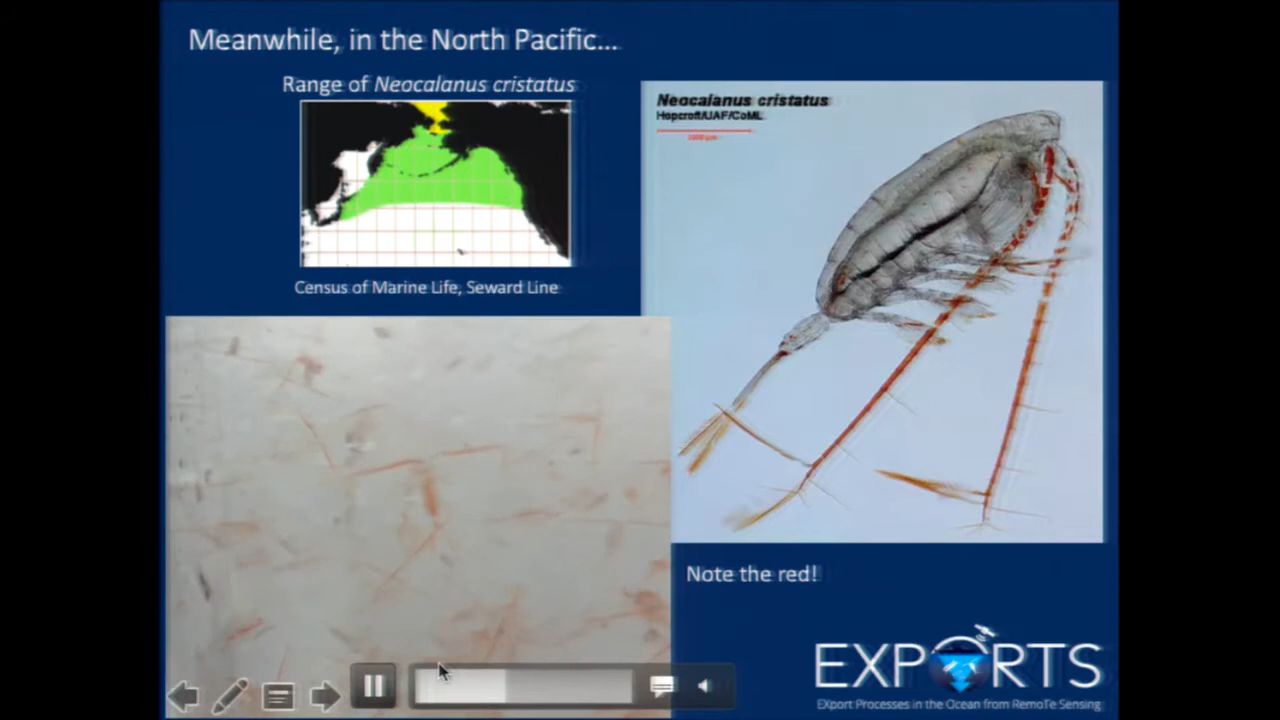 Meanwhile, in the North Pacific...
Range of Neocalanus cristatus
Census of Marine Life, Seward Line
Neocalanus cristatus
Hopcroft/UAF/CoML
Note the red!
EXPORTS
EXport Processes in the Ocean from RemoTe Sensing